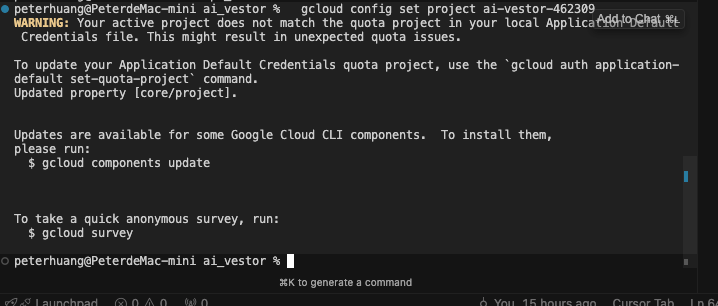 peterhuang@PeterdeMac-mini ai_vestor % gcloud config set project ai-vestor-462309
Add to Chat ⌘L
WARNING: Your active project does not match the quota project in your local Application Default
Credentials file. This might result in unexpected quota issues.
To update your Application Default Credentials quota project, use the `gcloud auth application-
default set-quota-project` command.
Updated property [core/project].
Updates are available for some Google Cloud CLI components. To install them,
please run:
$ gcloud components update
To take a quick anonymous survey, run:
$ gcloud survey
peterhuang@PeterdeMac-mini ai_vestor %
⌘K to generate a command
Launchpad 0 0 0 You, 15 hours ago Cursor Tab